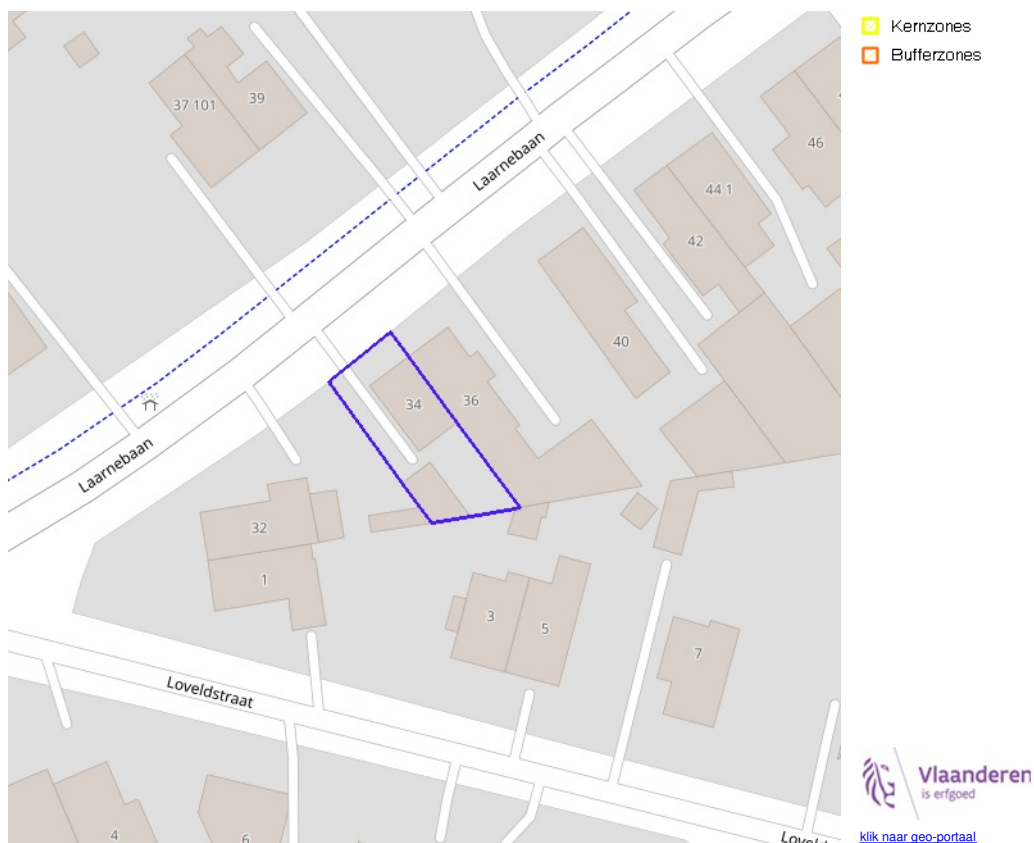 Kernzones
Bufferzones
37 101
39
Laarnebaan
46
44 1
42
40
34
36
Laarnebaan
32
1
3
5
7
Loveldstraat
4
6
Vlaanderen
is erfgoed
klik naar geo-portaal